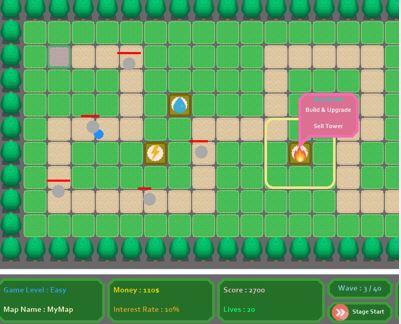 Build & Upgrade
Sell Tower
Game Level : Easy
Map Name : MyMap
Money : 110$
Interest Rate : 10%
Score : 2700
Lives : 20
Wave : 3 / 40
Stage Start